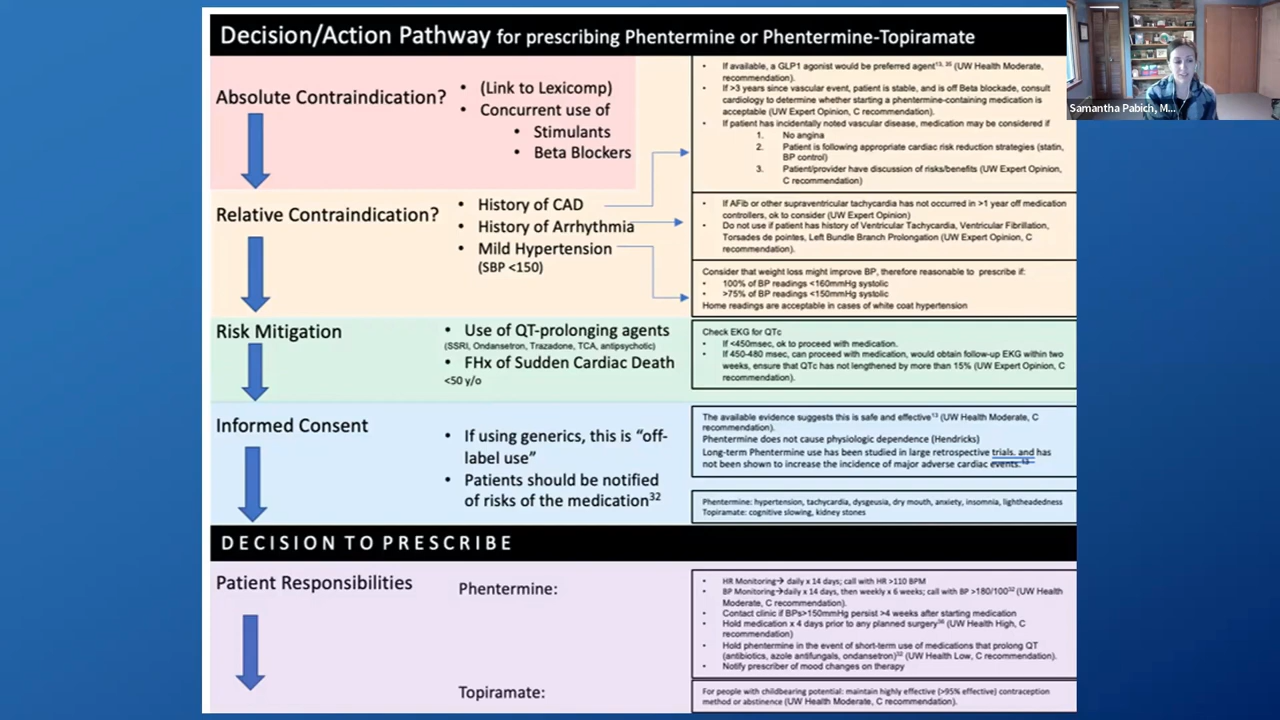 Decision/Action Pathway for prescribing Phentermine or Phentermine-Topiramate
Samantha Pabich, M...
Absolute Contraindication?
• (Link to Lexicomp)
• Concurrent use of
• Stimulants
• Beta Blockers
• If available, a GLP1 agonist would be preferred agent13, 35 (UW Health Moderate,
recommendation).
• If >3 years since vascular event, patient is stable, and is off Beta blockade, consult
cardiology to determine whether starting a phentermine-containing medication is
acceptable (UW Expert Opinion, C recommendation).
• If patient has incidentally noted vascular disease, medication may be considered if
1. No angina
2. Patient is following appropriate cardiac risk reduction strategies (statin,
BP control)
3. Patient/provider have discussion of risks/benefits (UW Expert Opinion,
C recommendation)
Relative Contraindication?
• History of CAD
• History of Arrhythmia
• Mild Hypertension
(SBP <150)
• If AFib or other supraventricular tachycardia has not occurred in >1 year off medication
controllers, ok to consider (UW Expert Opinion)
• Do not use if patient has history of Ventricular Tachycardia, Ventricular Fibrillation,
Torsades de pointes, Left Bundle Branch Prolongation (UW Expert Opinion, C
recommendation).
Consider that weight loss might improve BP, therefore reasonable to prescribe if:
• 100% of BP readings <160mmHg systolic
• >75% of BP readings <150mmHg systolic
Home readings are acceptable in cases of white coat hypertension
Risk Mitigation
• Use of QT-prolonging agents
(SSRI, Ondansetron, Trazadone, TCA, antipsychotic)
• FHx of Sudden Cardiac Death
<50 y/o
Check EKG for QTc
• If <450msec, ok to proceed with medication.
• If 450-480 msec, can proceed with medication, would obtain follow-up EKG within two
weeks, ensure that QTc has not lengthened by more than 15% (UW Expert Opinion, C
recommendation).
Informed Consent
• If using generics, this is "off-
label use"
• Patients should be notified
of risks of the medication32
The available evidence suggests this is safe and effective13 (UW Health Moderate, C
recommendation).
Phentermine does not cause physiologic dependence (Hendricks)
Long-term Phentermine use has been studied in large retrospective trials. and has
not been shown to increase the incidence of major adverse cardiac events.13
Phentermine: hypertension, tachycardia, dysgeusia, dry mouth, anxiety, insomnia, lightheadedness
Topiramate: cognitive slowing, kidney stones
DECISION TO PRESCRIBE
Patient Responsibilities
Phentermine:
• HR Monitoring→ daily x 14 days; call with HR >110 BPM
• BP Monitoring→daily x 14 days, then weekly x 6 weeks; call with BP >180/10032 (UW Health
Moderate, C recommendation).
• Contact clinic if BPs>150mmHg persist >4 weeks after starting medication
• Hold medication x 4 days prior to any planned surgery36 (UW Health High, C
recommendation)
• Hold phentermine in the event of short-term use of medications that prolong QT
(antibiotics, azole antifungals, ondansetron)32 (UW Health Low, C recommendation).
• Notify prescriber of mood changes on therapy
Topiramate:
For people with childbearing potential: maintain highly effective (>95% effective) contraception
method or abstinence (UW Health Moderate, C recommendation).